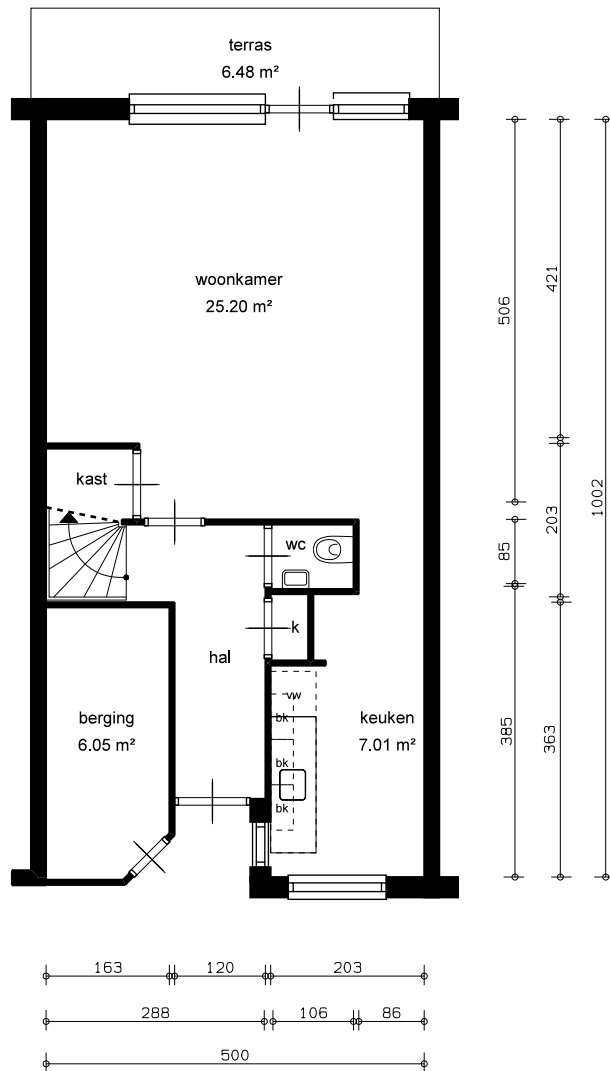 terras
6.48 m²
woonkamer
25.20 m²
kast
wc
k
hal
vw
bk
bk
bk
berging
6.05 m²
keuken
7.01 m²
506
421
1002
203
85
385
363
163
120
203
288
106
86
500